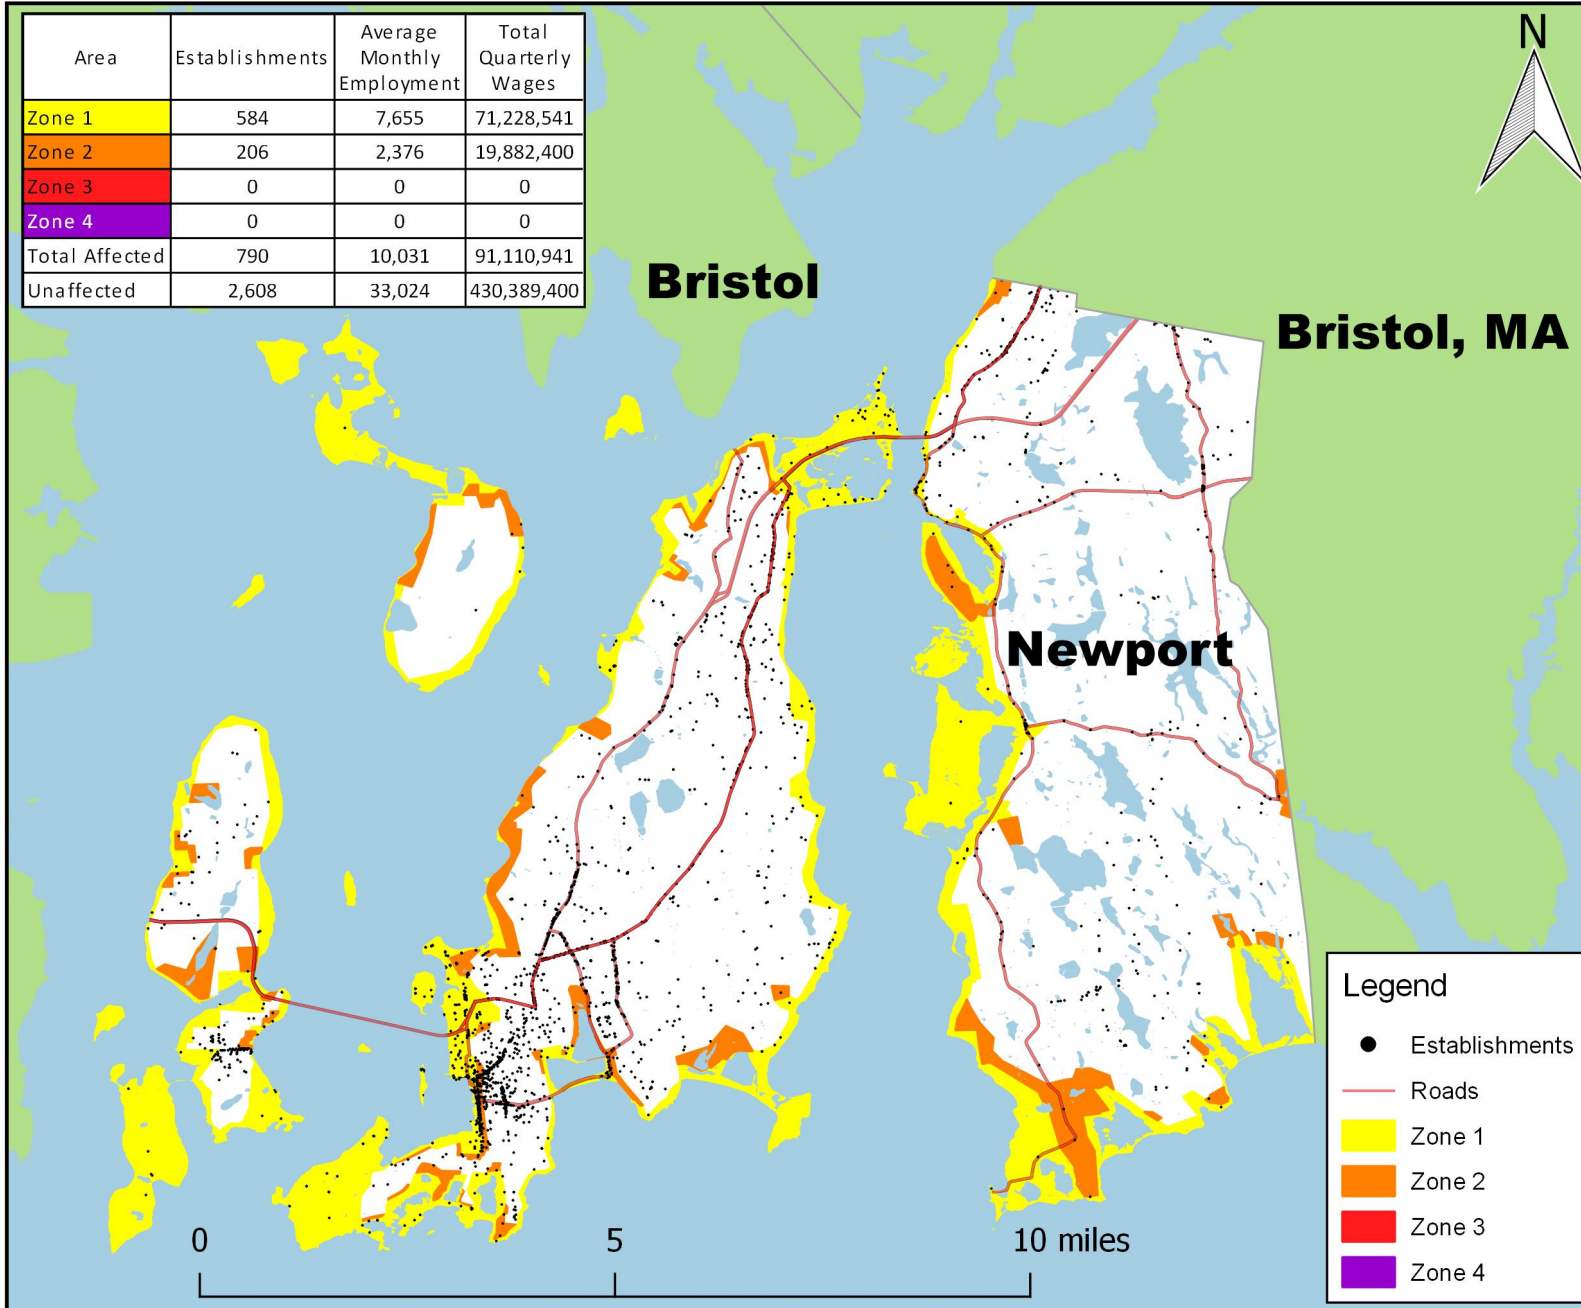 Area Establishments Average Monthly Employment Total Quarterly Wages
Zone 1 584 7,655 71,228,541
Zone 2 206 2,376 19,882,400
Zone 3 0 0 0
Zone 4 0 0 0
Total Affected 790 10,031 91,110,941
Unaffected 2,608 33,024 430,389,400
N
Bristol
Bristol, MA
Newport
Legend
Establishments
Roads
Zone 1
Zone 2
Zone 3
Zone 4
0 5 10 miles